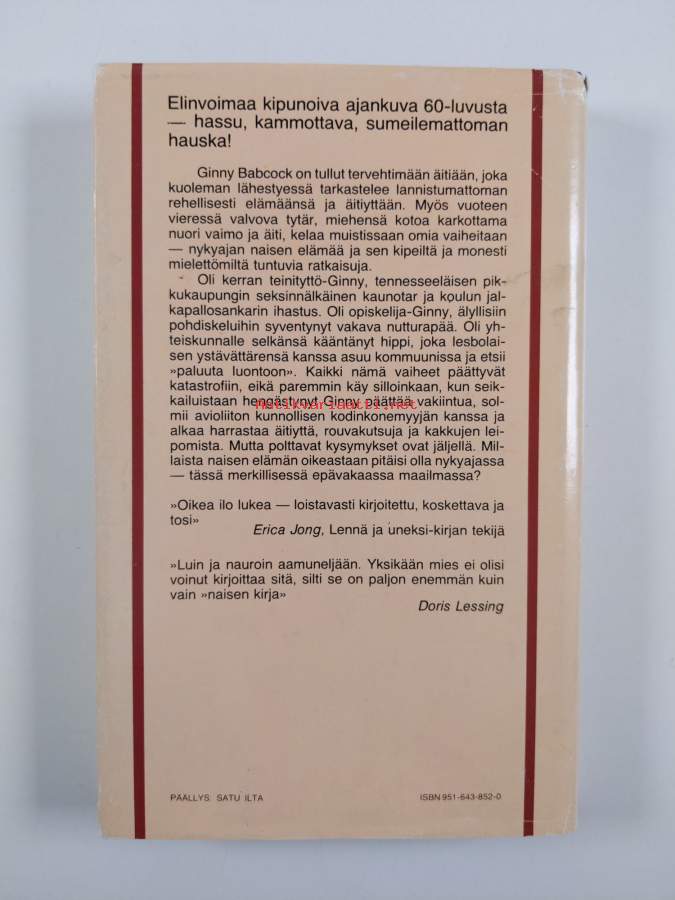 Elinvoimaa kipunoiva ajankuva 60-luvusta
— hassu, kammottava, sumeilemattoman
hauska!
Ginny Babcock on tullut tervehtimään äitiään, joka
kuoleman lähestyessä tarkastelee lannistumattoman
rehellisesti elämäänsä ja äitiyttään. Myös vuoteen
vieressä valvova tytär, miehensä kotoa karkottama
nuori vaimo ja äiti, kelaa muistissaan omia vaiheitaan
— nykyajan naisen elämää ja sen kipeiltä ja monesti
mielettömiltä tuntuvia ratkaisuja.
Oli kerran teinityttö-Ginny, tennesseeläisen pik-
kukaupungin seksinnälkäinen kaunotar ja koulun jal-
kapallosankarin ihastus. Oli opiskelija-Ginny, älyllisiin
pohdiskeluihin syventynyt vakava nutturapää. Oli yh-
teiskunnalle selkänsä kääntänyt hippi, joka lesbolai-
sen ystävättärensä kanssa asuu kommuunissa ja etsii
»paluuta luontoon». Kaikki nämä vaiheet päättyvät
katastrofiin, eikä paremmin käy silloinkaan, kun seik-
kailuistaan hengästynyt Ginny päättää vakiintua, sol-
mii avioliiton kunnollisen kodinkonemyyjän kanssa ja
alkaa harrastaa äitiyttä, rouvakutsuja ja kakkujen lei-
pomista. Mutta polttavat kysymykset ovat jäljellä. Mil-
laista naisen elämän oikeastaan pitäisi olla nykyajassa
— tässä merkillisessä epävakaassa maailmassa?
»Oikea ilo lukea — loistavasti kirjoitettu, koskettava ja
tosi»
Erica Jong, Lennä ja uneksi-kirjan tekijä
»Luin ja nauroin aamuneljään. Yksikään mies ei olisi
voinut kirjoittaa sitä, silti se on paljon enemmän kuin
vain »naisen kirja»
Doris Lessing
PÄÄLLYS: SATU ILTA
ISBN 951-643-852-0
Antikvariaatti.net